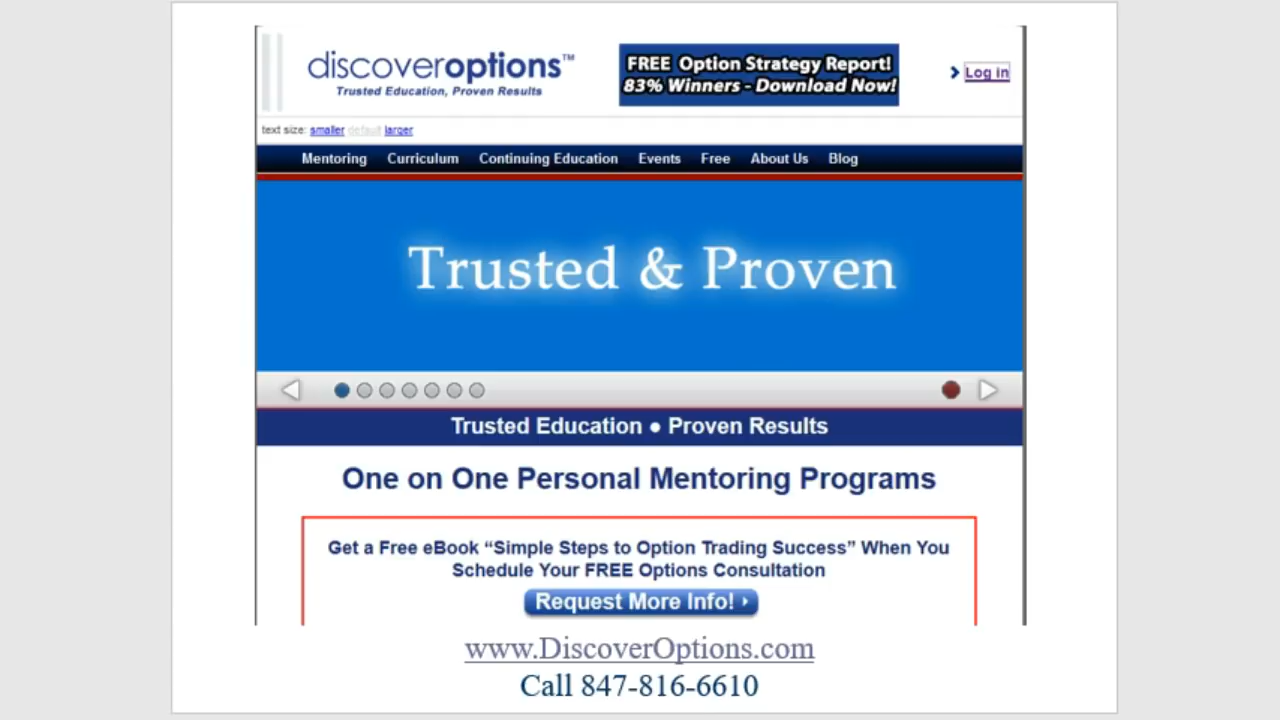 discoveroptions™
Trusted Education, Proven Results
FREE Option Strategy Report!
83% Winners - Download Now!
Log in
text size: smaller default larger
Mentoring Curriculum Continuing Education Events Free About Us Blog
Trusted & Proven
Trusted Education ● Proven Results
One on One Personal Mentoring Programs
Get a Free eBook “Simple Steps to Option Trading Success” When You
Schedule Your FREE Options Consultation
Request More Info!
www.DiscoverOptions.com
Call 847-816-6610